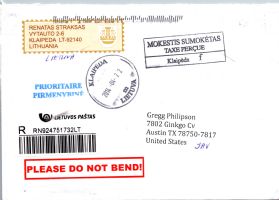 RENATAS STRAKSAS
VYTAUTO 2-6
KLAIPEDA LT-92140
LITHUANIA
MOKESTIS SUMOKĖTAS
TAXE PERÇUE
Klaipėda f
KLAIPĖDA
LIETUVA
PRIORITAIRE
PIRMENYBINĖ
LIETUVOS PAŠTAS
R RN924751732LT
Gregg Philipson
7802 Ginkgo Cv
Austin TX 78750-7817
United States
JAV
PLEASE DO NOT BEND!